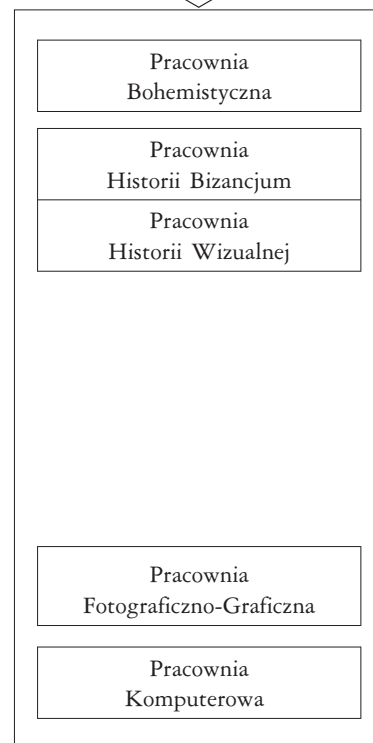 Pracownia
Bohemistyczna
Pracownia
Historii Bizancjum
Pracownia
Historii Wizualnej
Pracownia
Fotograficzno-Graficzna
Pracownia
Komputerowa